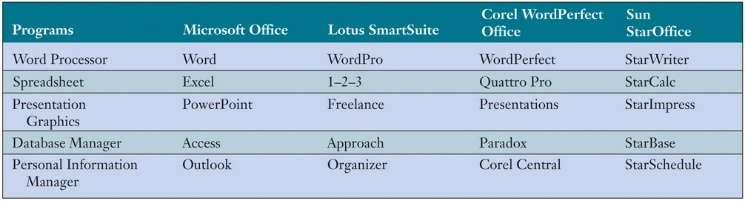 Programs Microsoft Office Lotus SmartSuite Corel WordPerfect Office Sun StarOffice
Word Processor Word WordPro WordPerfect StarWriter
Spreadsheet Excel 1–2–3 Quattro Pro StarCalc
Presentation Graphics PowerPoint Freelance Presentations StarImpress
Database Manager Access Approach Paradox StarBase
Personal Information Manager Outlook Organizer Corel Central StarSchedule